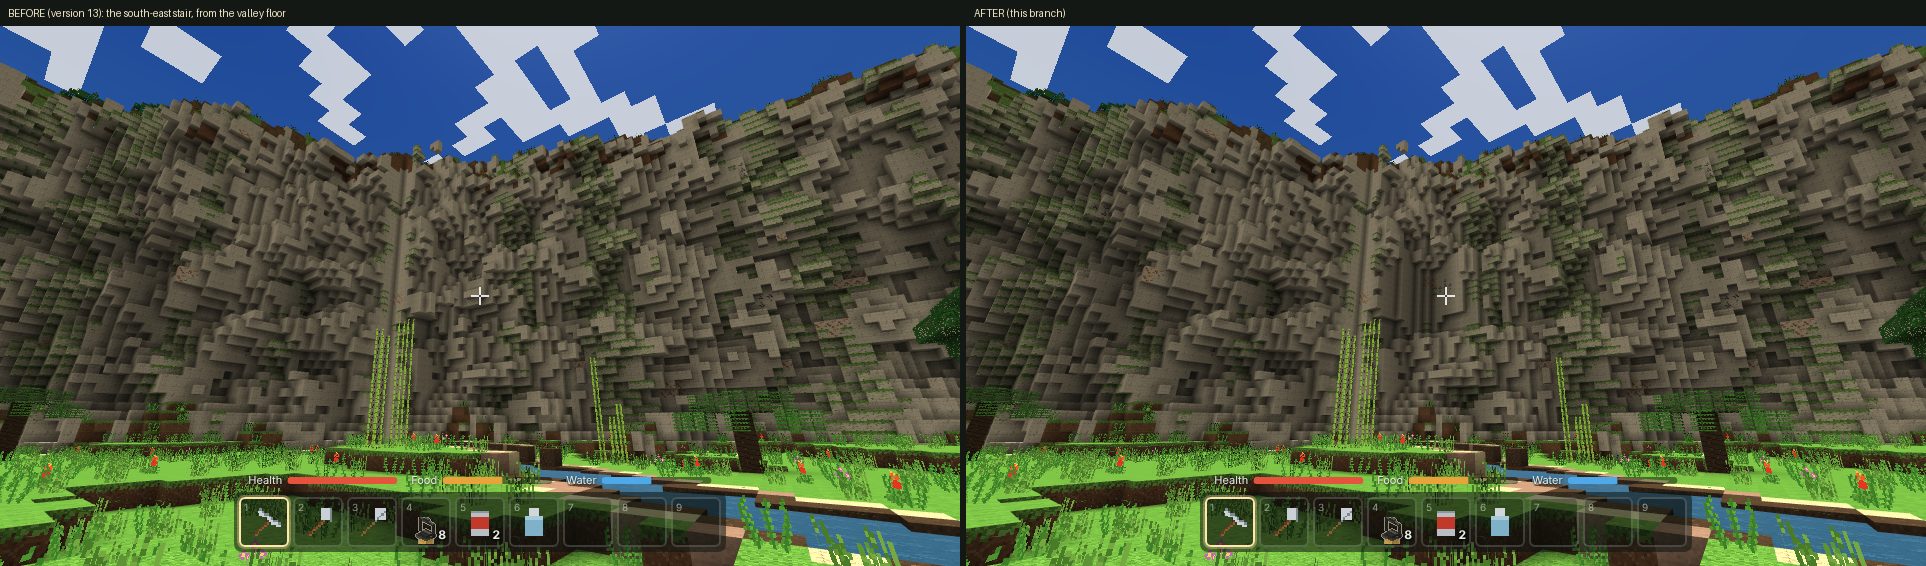 BEFORE (version 13): the south-east stair, from the valley floor
AFTER (this branch)
Health Food Water
1 2 3 4 5 6 7 8 9
8 2
Health Food Water
1 2 3 4 5 6 7 8 9
8 2